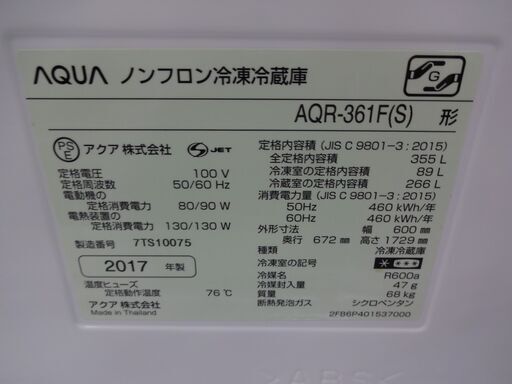 AQUA ノンフロン冷凍冷蔵庫
G
AQR-361F(S) 形
PSE アクア株式会社 S JET
定格電圧 100 V
定格周波数 50/60 Hz
電動機の
定格消費電力 80/90 W
電熱装置の
定格消費電力 130/130 W
製造番号 7TS10075
2017 年製
温度ヒューズ
定格動作温度 76℃
アクア株式会社
Made in Thailand
定格内容積 (JIS C 9801-3:2015)
全定格内容積 355L
冷凍室の定格内容積 89 L
冷蔵室の定格内容積 266 L
消費電力量 (JIS C 9801-3:2015)
50Hz 460 kWh/年
60Hz 460 kWh/年
外形寸法 幅 600 mm
奥行 672 mm 高さ 1729 mm
種類 冷凍冷蔵庫
冷凍室の記号
冷媒 R600a
冷媒封入量 47 g
質量 68 kg
断熱発泡ガス シクロペンタン
2FB6P401537000
>ABS<